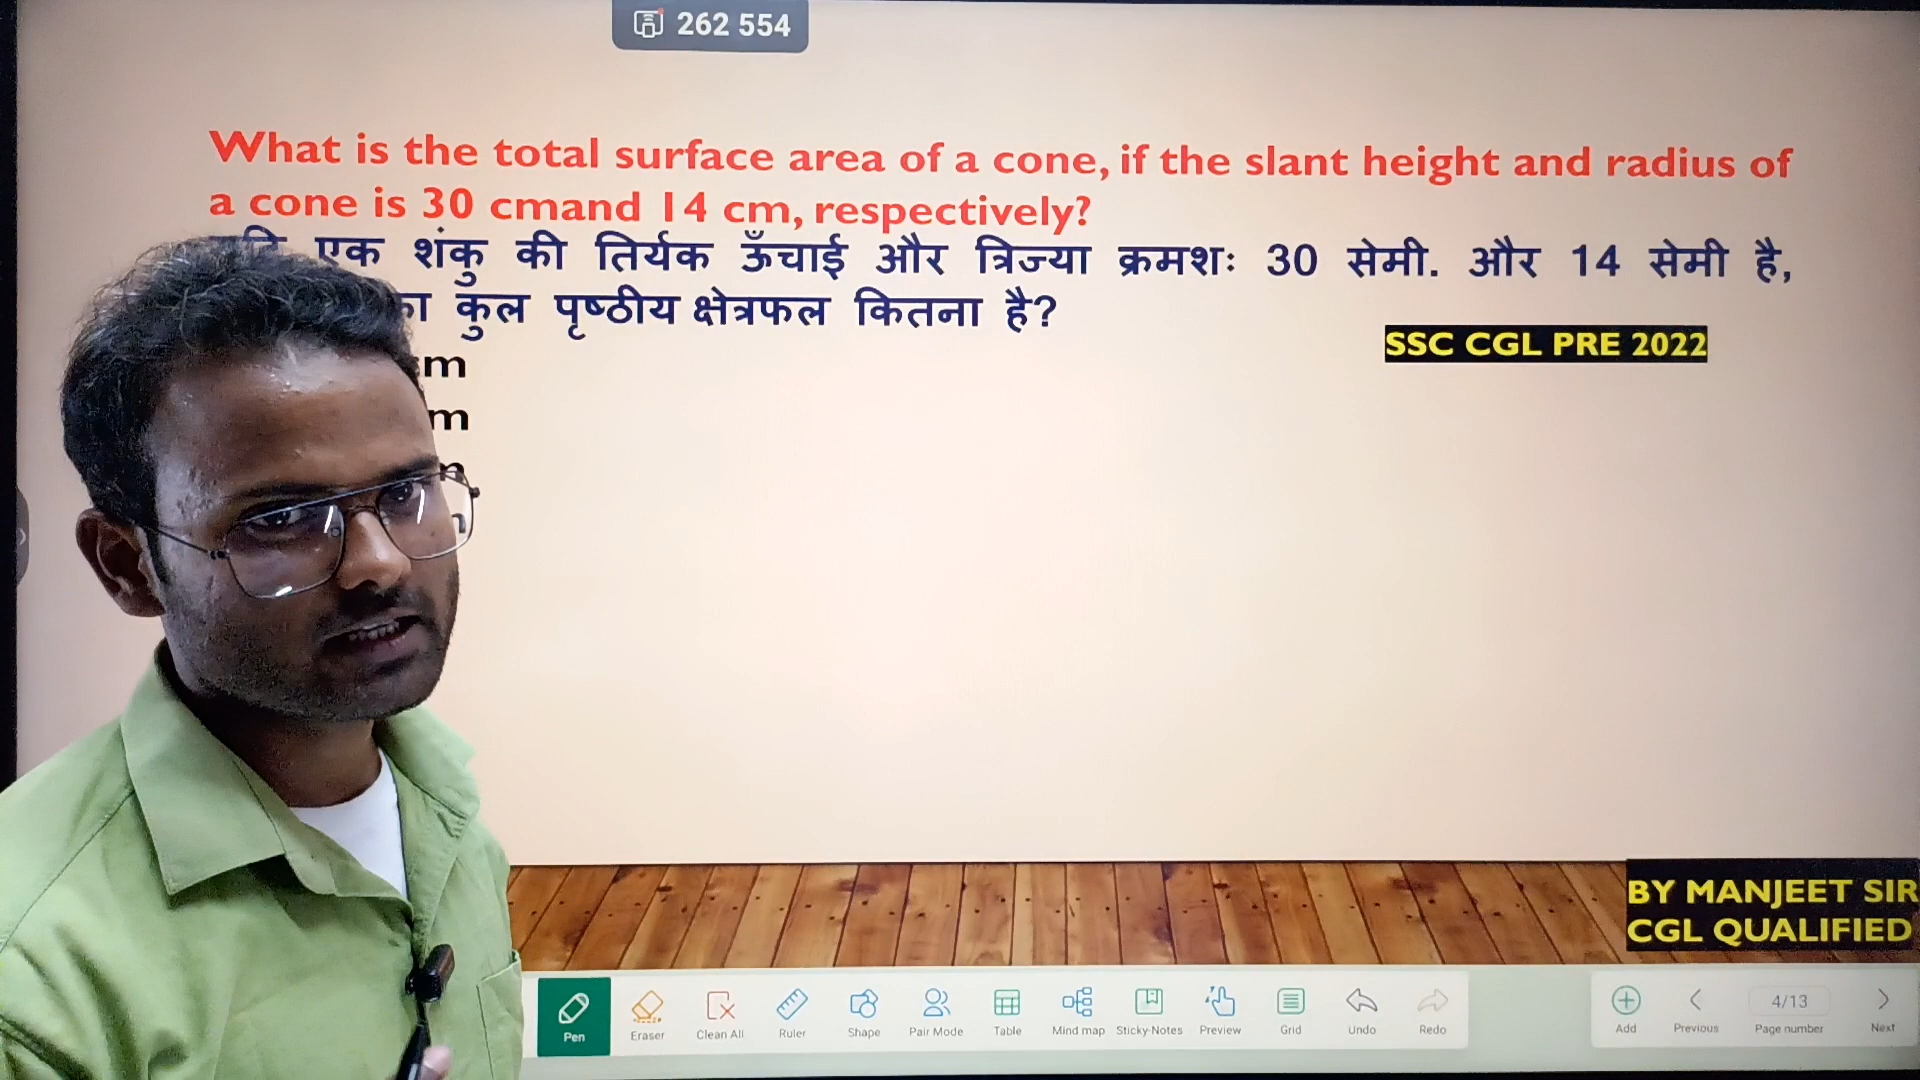 262 554
What is the total surface area of a cone, if the slant height and radius of
a cone is 30 cmand 14 cm, respectively?
एक शंकु की तिर्यक ऊँचाई और त्रिज्या क्रमशः 30 सेमी. और 14 सेमी है,
कुल पृष्ठीय क्षेत्रफल कितना है?
SSC CGL PRE 2022
BY MANJEET SIR
CGL QUALIFIED
Pen Eraser Clean All Ruler Shape Pair Mode Table Mind map Sticky-Notes Preview Grid Undo Redo Add Previous 4/13 Page number Next